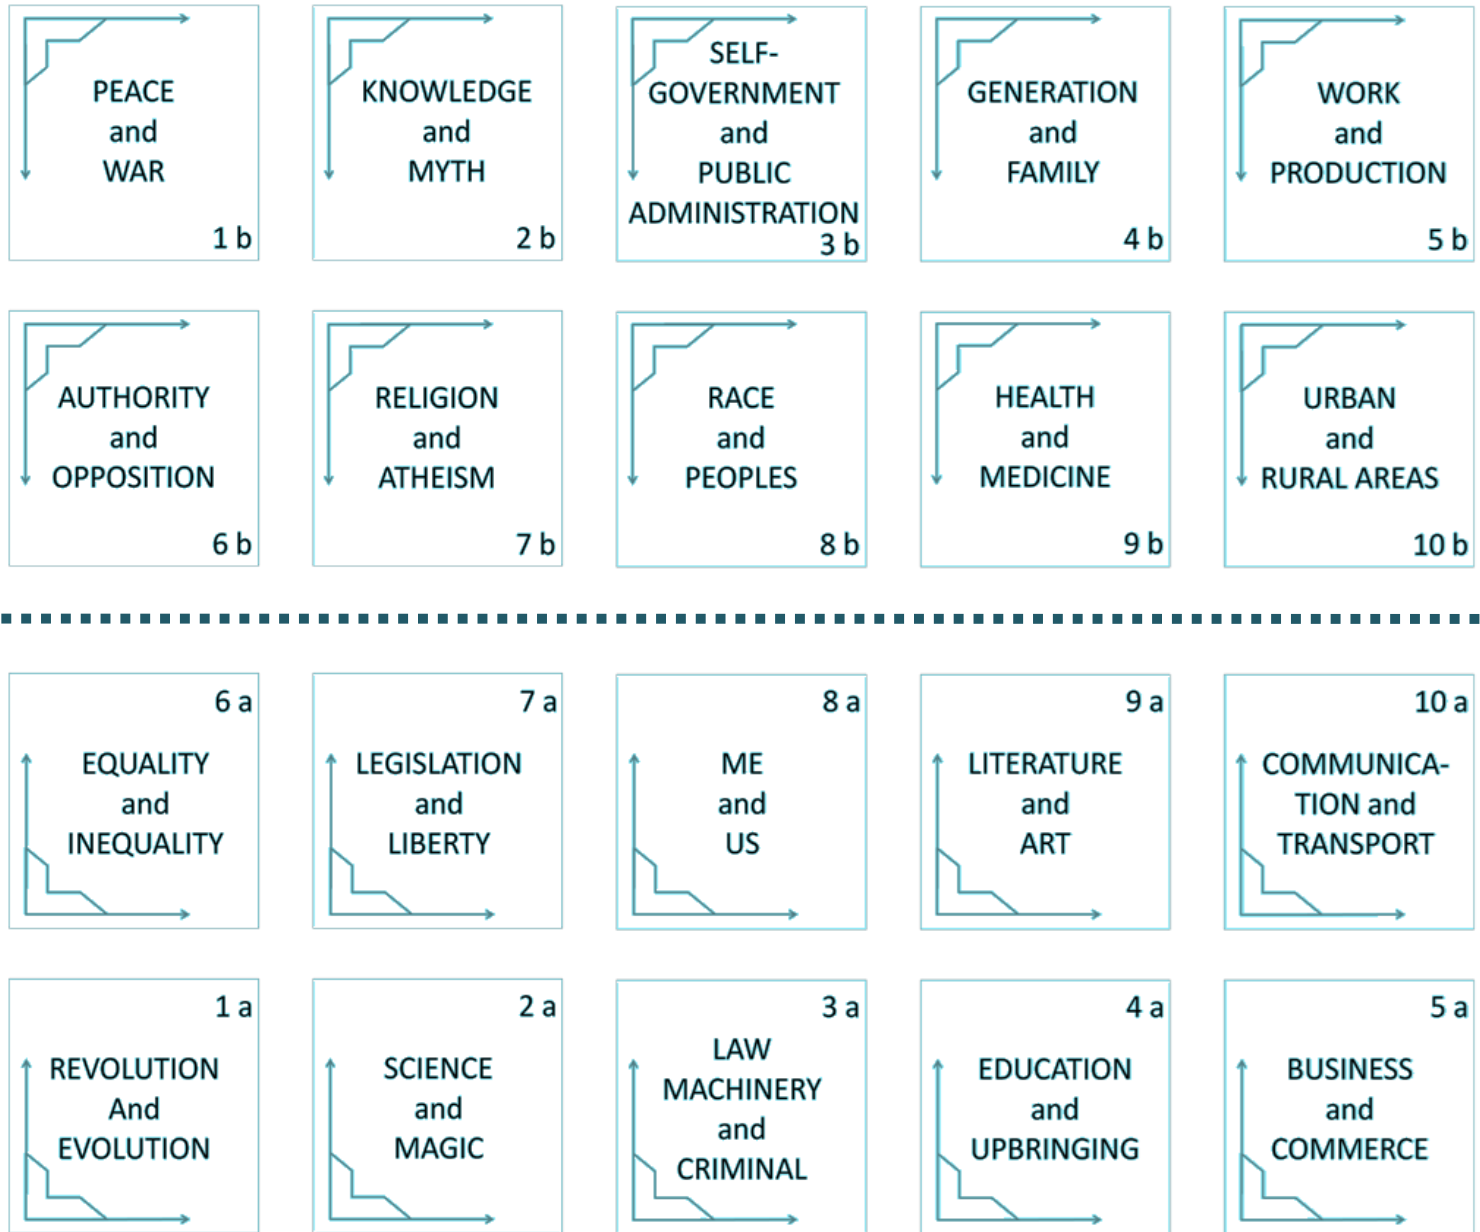 PEACE
and
WAR
1 b
KNOWLEDGE
and
MYTH
2 b
SELF-
GOVERNMENT
and
PUBLIC
ADMINISTRATION
3 b
GENERATION
and
FAMILY
4 b
WORK
and
PRODUCTION
5 b
AUTHORITY
and
OPPOSITION
6 b
RELIGION
and
ATHEISM
7 b
RACE
and
PEOPLES
8 b
HEALTH
and
MEDICINE
9 b
URBAN
and
RURAL AREAS
10 b
6 a
EQUALITY
and
INEQUALITY
7 a
LEGISLATION
and
LIBERTY
8 a
ME
and
US
9 a
LITERATURE
and
ART
10 a
COMMUNICA-
TION and
TRANSPORT
1 a
REVOLUTION
And
EVOLUTION
2 a
SCIENCE
and
MAGIC
3 a
LAW
MACHINERY
and
CRIMINAL
4 a
EDUCATION
and
UPBRINGING
5 a
BUSINESS
and
COMMERCE